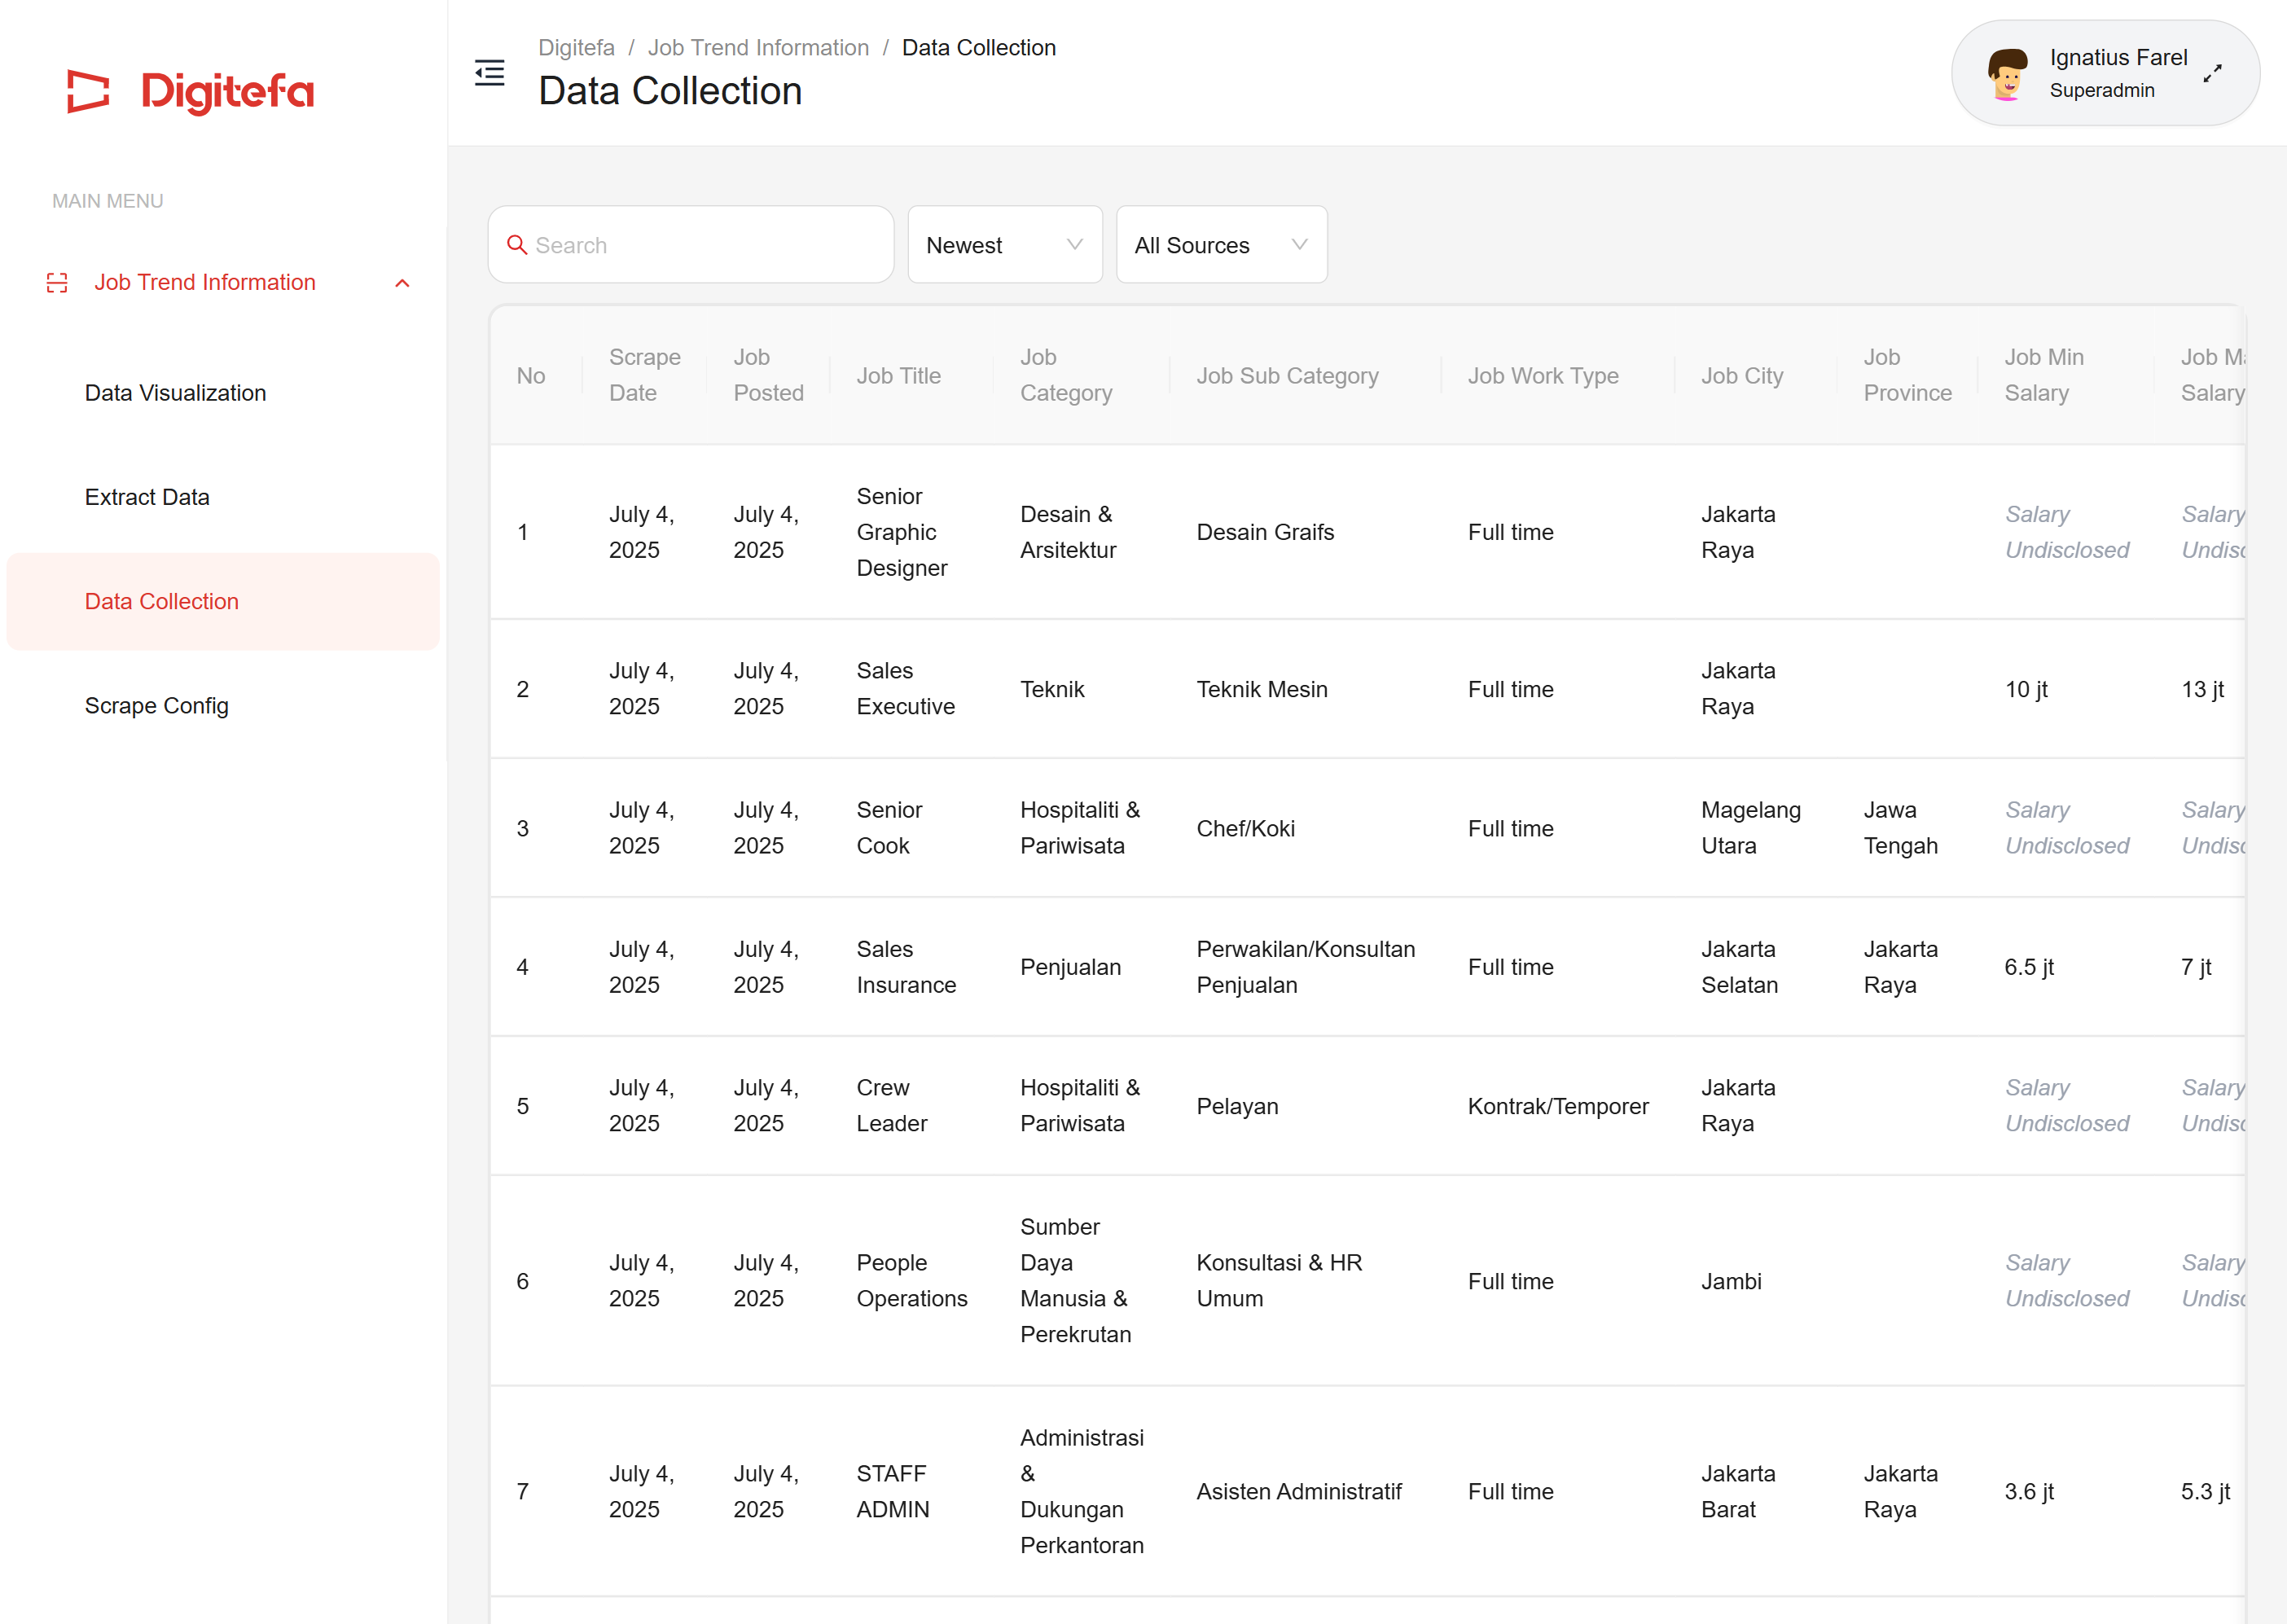 Digitefa
MAIN MENU
Job Trend Information
Data Visualization
Extract Data
Data Collection
Scrape Config
Digitefa / Job Trend Information / Data Collection
Data Collection
Ignatius Farel
Superadmin
Search
Newest
All Sources
No
Scrape
Date
Job
Posted
Job Title
Job
Category
Job Sub Category
Job Work Type
Job City
Job
Province
Job Min
Salary
Job
Salary
1
July 4,
2025
July 4,
2025
Senior
Graphic
Designer
Desain &
Arsitektur
Desain Graifs
Full time
Jakarta
Raya
Salary
Undisclosed
Salary
2
July 4,
2025
July 4,
2025
Sales
Executive
Teknik
Teknik Mesin
Full time
Jakarta
Raya
10 jt
13 jt
3
July 4,
2025
July 4,
2025
Senior
Cook
Hospitaliti &
Pariwisata
Chef/Koki
Full time
Magelang
Utara
Jawa
Tengah
Salary
Undisclosed
Salary
4
July 4,
2025
July 4,
2025
Sales
Insurance
Penjualan
Perwakilan/Konsultan
Penjualan
Full time
Jakarta
Selatan
Jakarta
Raya
6.5 jt
7 jt
5
July 4,
2025
July 4,
2025
Crew
Leader
Hospitaliti &
Pariwisata
Pelayan
Kontrak/Temporer
Jakarta
Raya
Salary
Undisclosed
Salary
6
July 4,
2025
July 4,
2025
People
Operations
Sumber
Daya
Manusia &
Perekrutan
Konsultasi & HR
Umum
Full time
Jambi
Salary
Undisclosed
Salary
7
July 4,
2025
July 4,
2025
STAFF
ADMIN
Administrasi
&
Dukungan
Perkantoran
Asisten Administratif
Full time
Jakarta
Barat
Jakarta
Raya
3.6 jt
5.3 jt